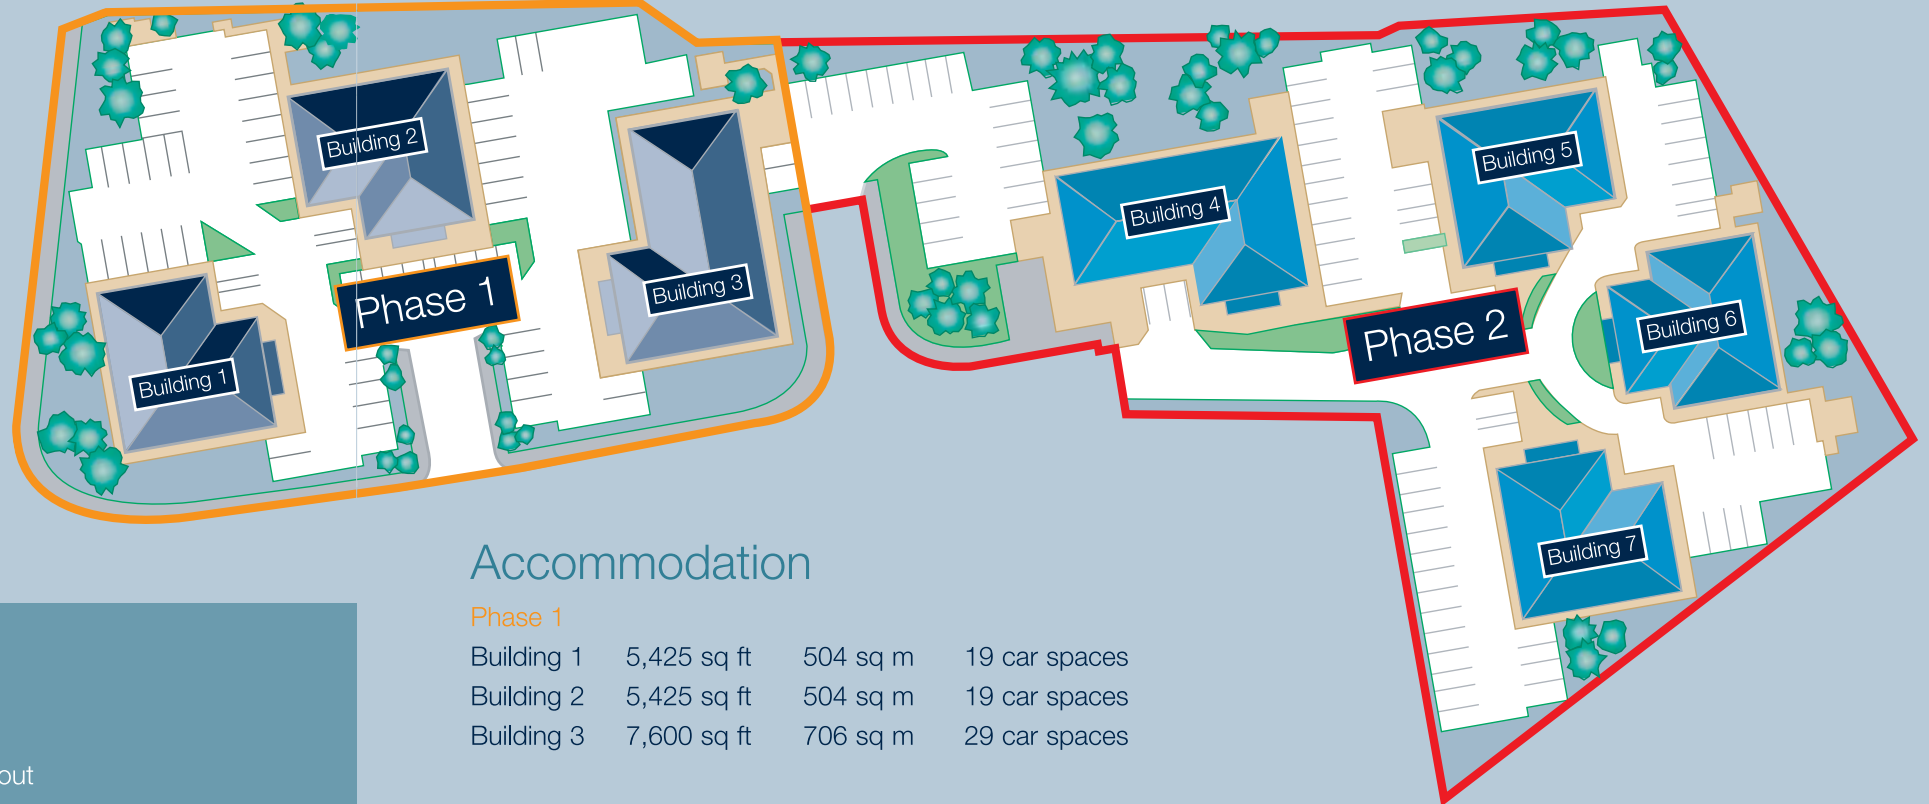 Building 2
Building 3
Building 1
Phase 1
Building 4
Building 5
Building 6
Phase 2
Building 7
Accommodation
Phase 1
Building 1 5,425 sq ft 504 sq m 19 car spaces
Building 2 5,425 sq ft 504 sq m 19 car spaces
Building 3 7,600 sq ft 706 sq m 29 car spaces
out